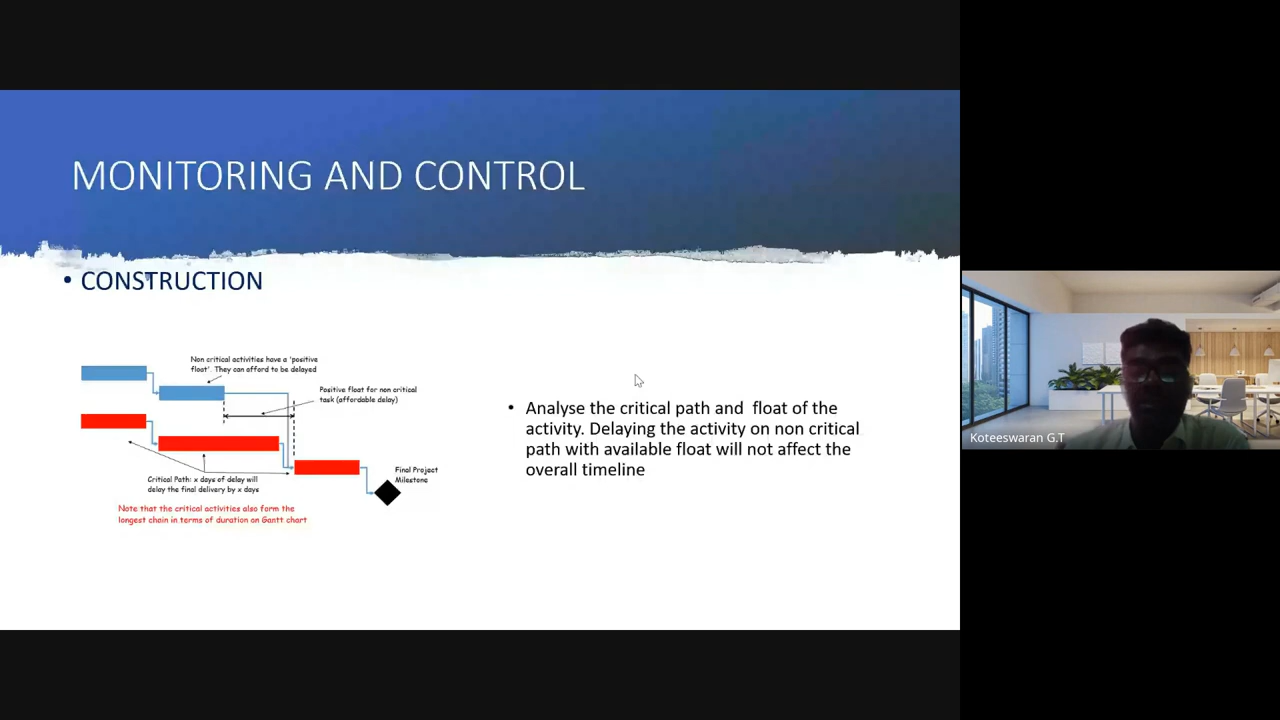 MONITORING AND CONTROL
• CONSTRUCTION
Non critical activities have a 'positive
float'. They can afford to be delayed
Positive float for non critical
task (affordable delay)
Critical Path: x days of delay will
delay the final delivery by x days
Final Project
Milestone
Note that the critical activities also form the
longest chain in terms of duration on Gantt chart
• Analyse the critical path and float of the
activity. Delaying the activity on non critical
path with available float will not affect the
overall timeline
Koteeswaran G.T